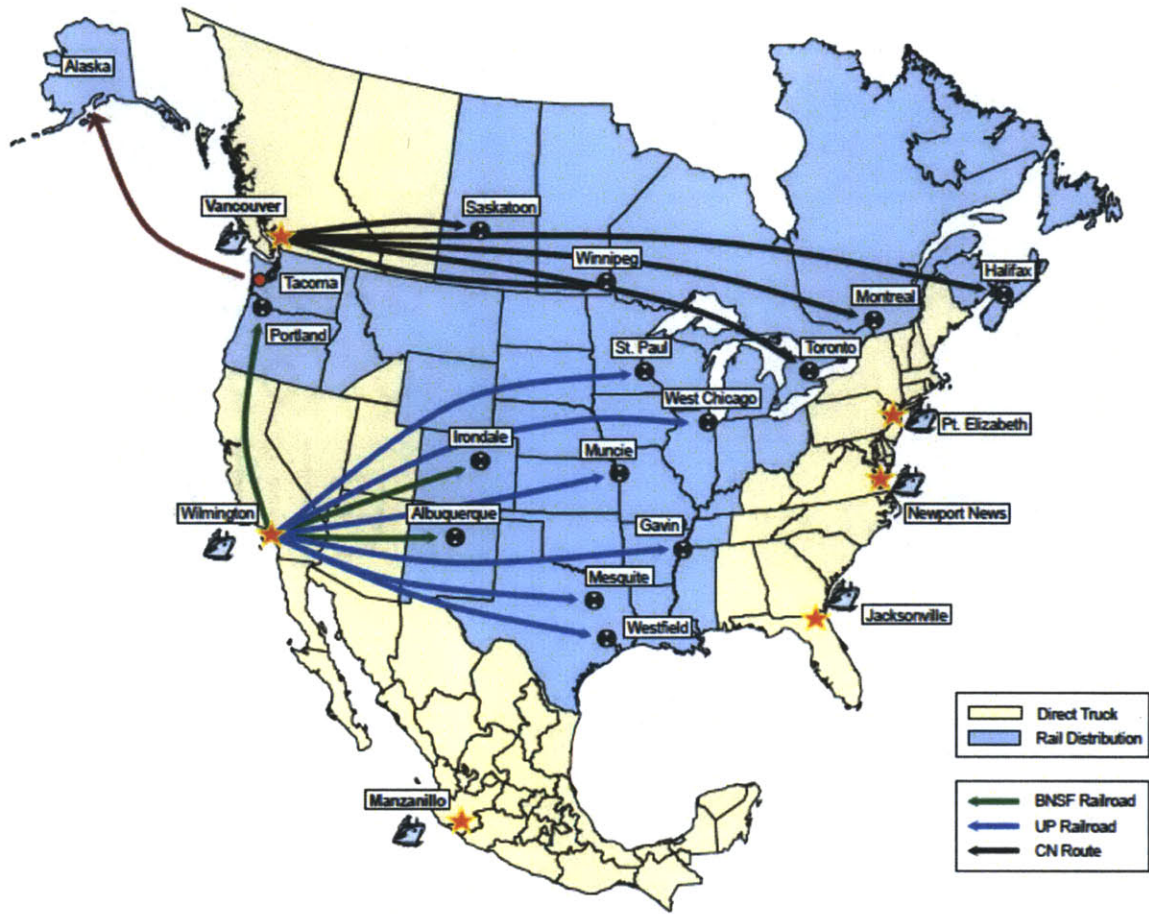 Alaska
Vancouver
Saskatoon
Winnipeg
Halifax
Tacoma
Montreal
Portland
St. Paul
Toronto
West Chicago
Pt. Elizabeth
Irondale
Muncie
Wilmington
Albuquerque
Newport News
Gavin
Mesquite
Jacksonville
Westfield
Direct Truck
Rail Distribution
Manzanillo
BNSF Railroad
UP Railroad
CN Route